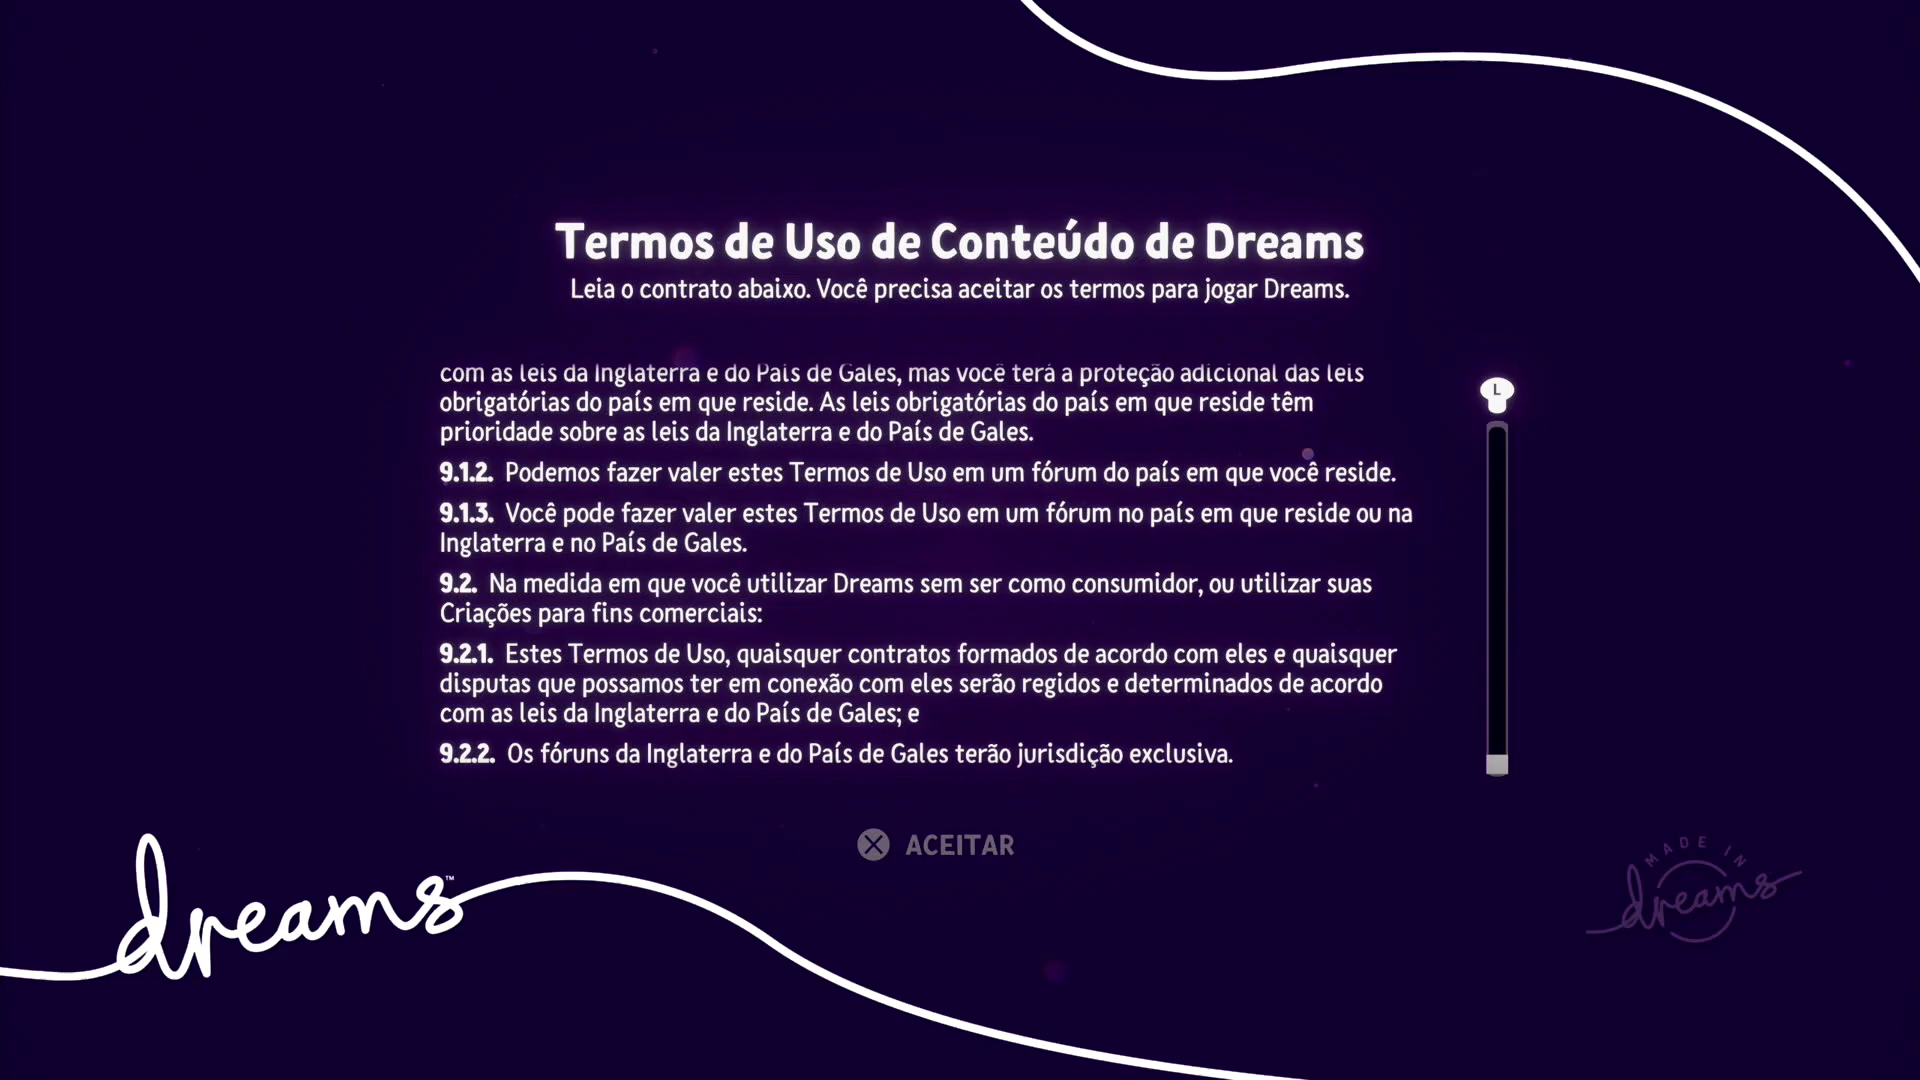 Termos de Uso de Conteúdo de Dreams
Leia o contrato abaixo. Você precisa aceitar os termos para jogar Dreams.
com as leis da Inglaterra e do País de Gales, mas você terá a proteção adicional das leis
obrigatórias do país em que reside. As leis obrigatórias do país em que reside têm
prioridade sobre as leis da Inglaterra e do País de Gales.
9.1.2. Podemos fazer valer estes Termos de Uso em um fórum do país em que você reside.
9.1.3. Você pode fazer valer estes Termos de Uso em um fórum no país em que reside ou na
Inglaterra e no País de Gales.
9.2. Na medida em que você utilizar Dreams sem ser como consumidor, ou utilizar suas
Criações para fins comerciais:
9.2.1. Estes Termos de Uso, quaisquer contratos formados de acordo com eles e quaisquer
disputas que possamos ter em conexão com eles serão regidos e determinados de acordo
com as leis da Inglaterra e do País de Gales; e
9.2.2. Os fóruns da Inglaterra e do País de Gales terão jurisdição exclusiva.
L
ACEITAR
dreams™
MADE IN
dreams